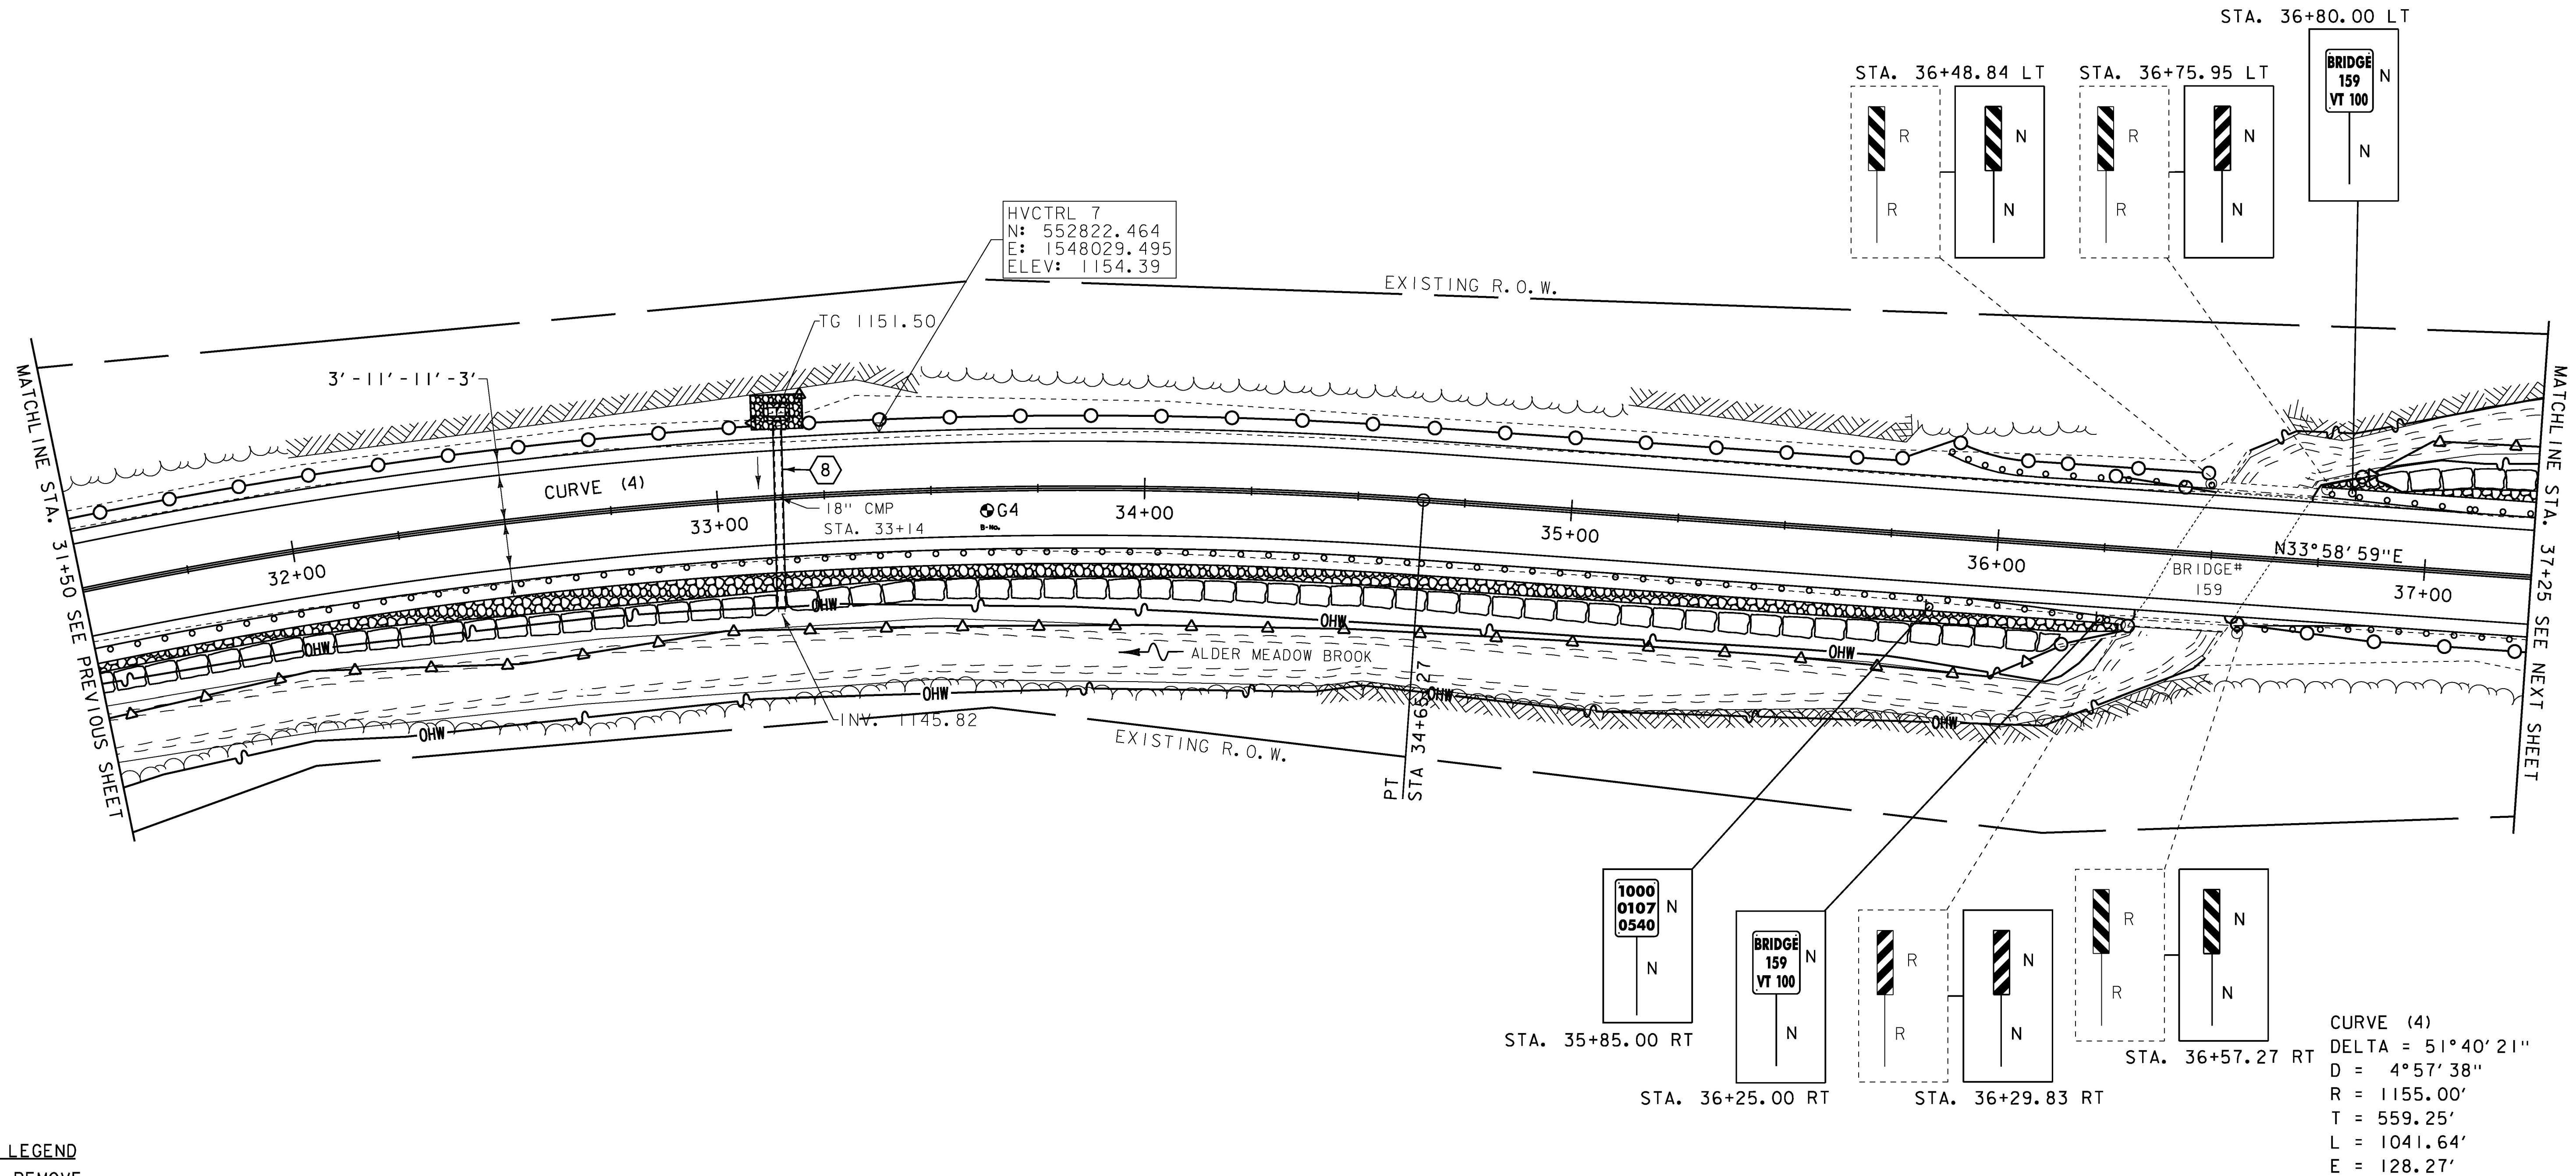 STA. 36+80.00 LT
BRIDGE
159
VT 100
N
N
STA. 36+48.84 LT
R
R
N
N
STA. 36+75.95 LT
R
R
N
N
HVCTRL 7
N: 552822.464
E: 1548029.495
ELEV: 1154.39
EXISTING R.O.W.
TG 1151.50
3'-11'-11'-3'
MATCHLINE STA. 31+50 SEE PREVIOUS SHEET
CURVE (4)
8
18" CMP
STA. 33+14
G4
B-No.
32+00
33+00
34+00
35+00
36+00
37+00
N33°58'59"E
BRIDGE#
159
MATCHLINE STA. 37+25 SEE NEXT SHEET
OHW
OHW
OHW
OHW
ALDER MEADOW BROOK
OHW
OHW
OHW
OHW
INV. 1145.82
EXISTING R.O.W.
PT
STA 34+65.27
1000
0107
0540
N
N
STA. 35+85.00 RT
BRIDGE
159
VT 100
N
N
STA. 36+25.00 RT
R
R
N
N
STA. 36+29.83 RT
R
R
N
N
STA. 36+57.27 RT
CURVE (4)
DELTA = 51°40'21"
D = 4°57'38"
R = 1155.00'
T = 559.25'
L = 1041.64'
E = 128.27'
LEGEND
REMOVE